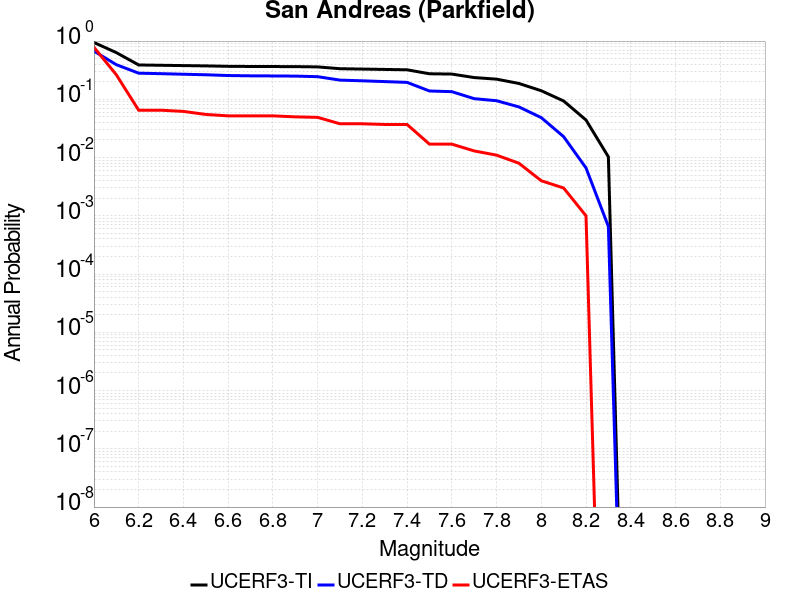 San Andreas (Parkfield)
10^0
10^-1
10^-2
10^-3
10^-4
10^-5
10^-6
10^-7
10^-8
Annual Probability
6 6.2 6.4 6.6 6.8 7 7.2 7.4 7.6 7.8 8 8.2 8.4 8.6 8.8 9
Magnitude
UCERF3-TI UCERF3-TD UCERF3-ETAS